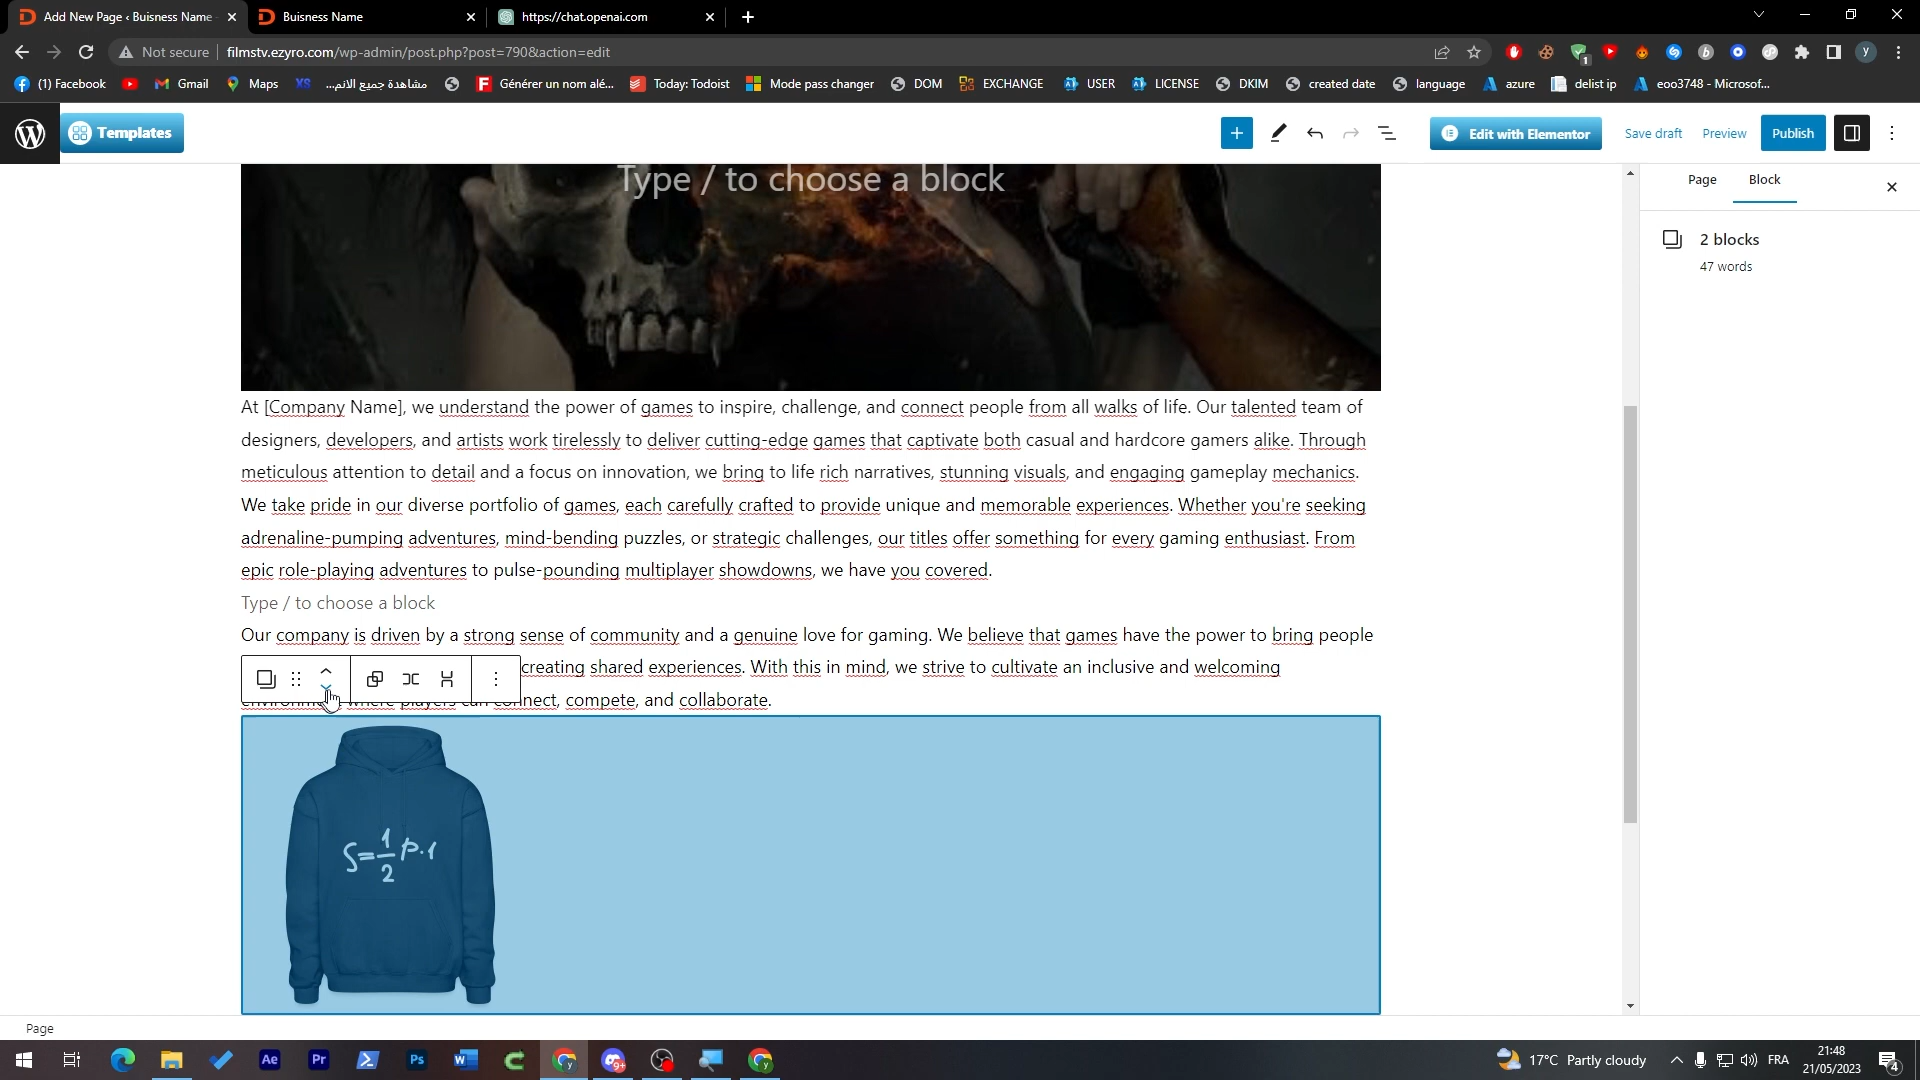 Add New Page ‹ Buisness Name
Buisness Name
https://chat.openai.com
Not secure
filmstv.ezyro.com/wp-admin/post.php?post=790&action=edit
(1) Facebook
Gmail
Maps
مشاهدة جميع الانم...
Générer un nom alé...
Today: Todoist
Mode pass changer
DOM
EXCHANGE
USER
LICENSE
DKIM
created date
language
azure
delist ip
eoo3748 - Microsof...
Templates
Edit with Elementor
Save draft
Preview
Publish
Type / to choose a block
Page
Block
2 blocks
47 words
At [Company Name], we understand the power of games to inspire, challenge, and connect people from all walks of life. Our talented team of
designers, developers, and artists work tirelessly to deliver cutting-edge games that captivate both casual and hardcore gamers alike. Through
meticulous attention to detail and a focus on innovation, we bring to life rich narratives, stunning visuals, and engaging gameplay mechanics.
We take pride in our diverse portfolio of games, each carefully crafted to provide unique and memorable experiences. Whether you're seeking
adrenaline-pumping adventures, mind-bending puzzles, or strategic challenges, our titles offer something for every gaming enthusiast. From
epic role-playing adventures to pulse-pounding multiplayer showdowns, we have you covered.
Type / to choose a block
Our company is driven by a strong sense of community and a genuine love for gaming. We believe that games have the power to bring people
creating shared experiences. With this in mind, we strive to cultivate an inclusive and welcoming
connect, compete, and collaborate.
S=1/2 p.1
Page
Ae
Pr
Ps
17°C Partly cloudy
FRA
21:48
21/05/2023
4